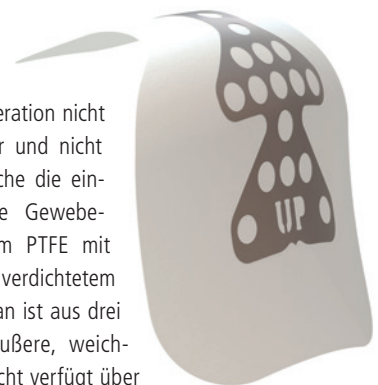 eration nicht
r und nicht
che die ein-
e Gewebe-
m PTFE mit
verdichtetem
an ist aus drei
ußere, weich-
cht verfügt über
UP